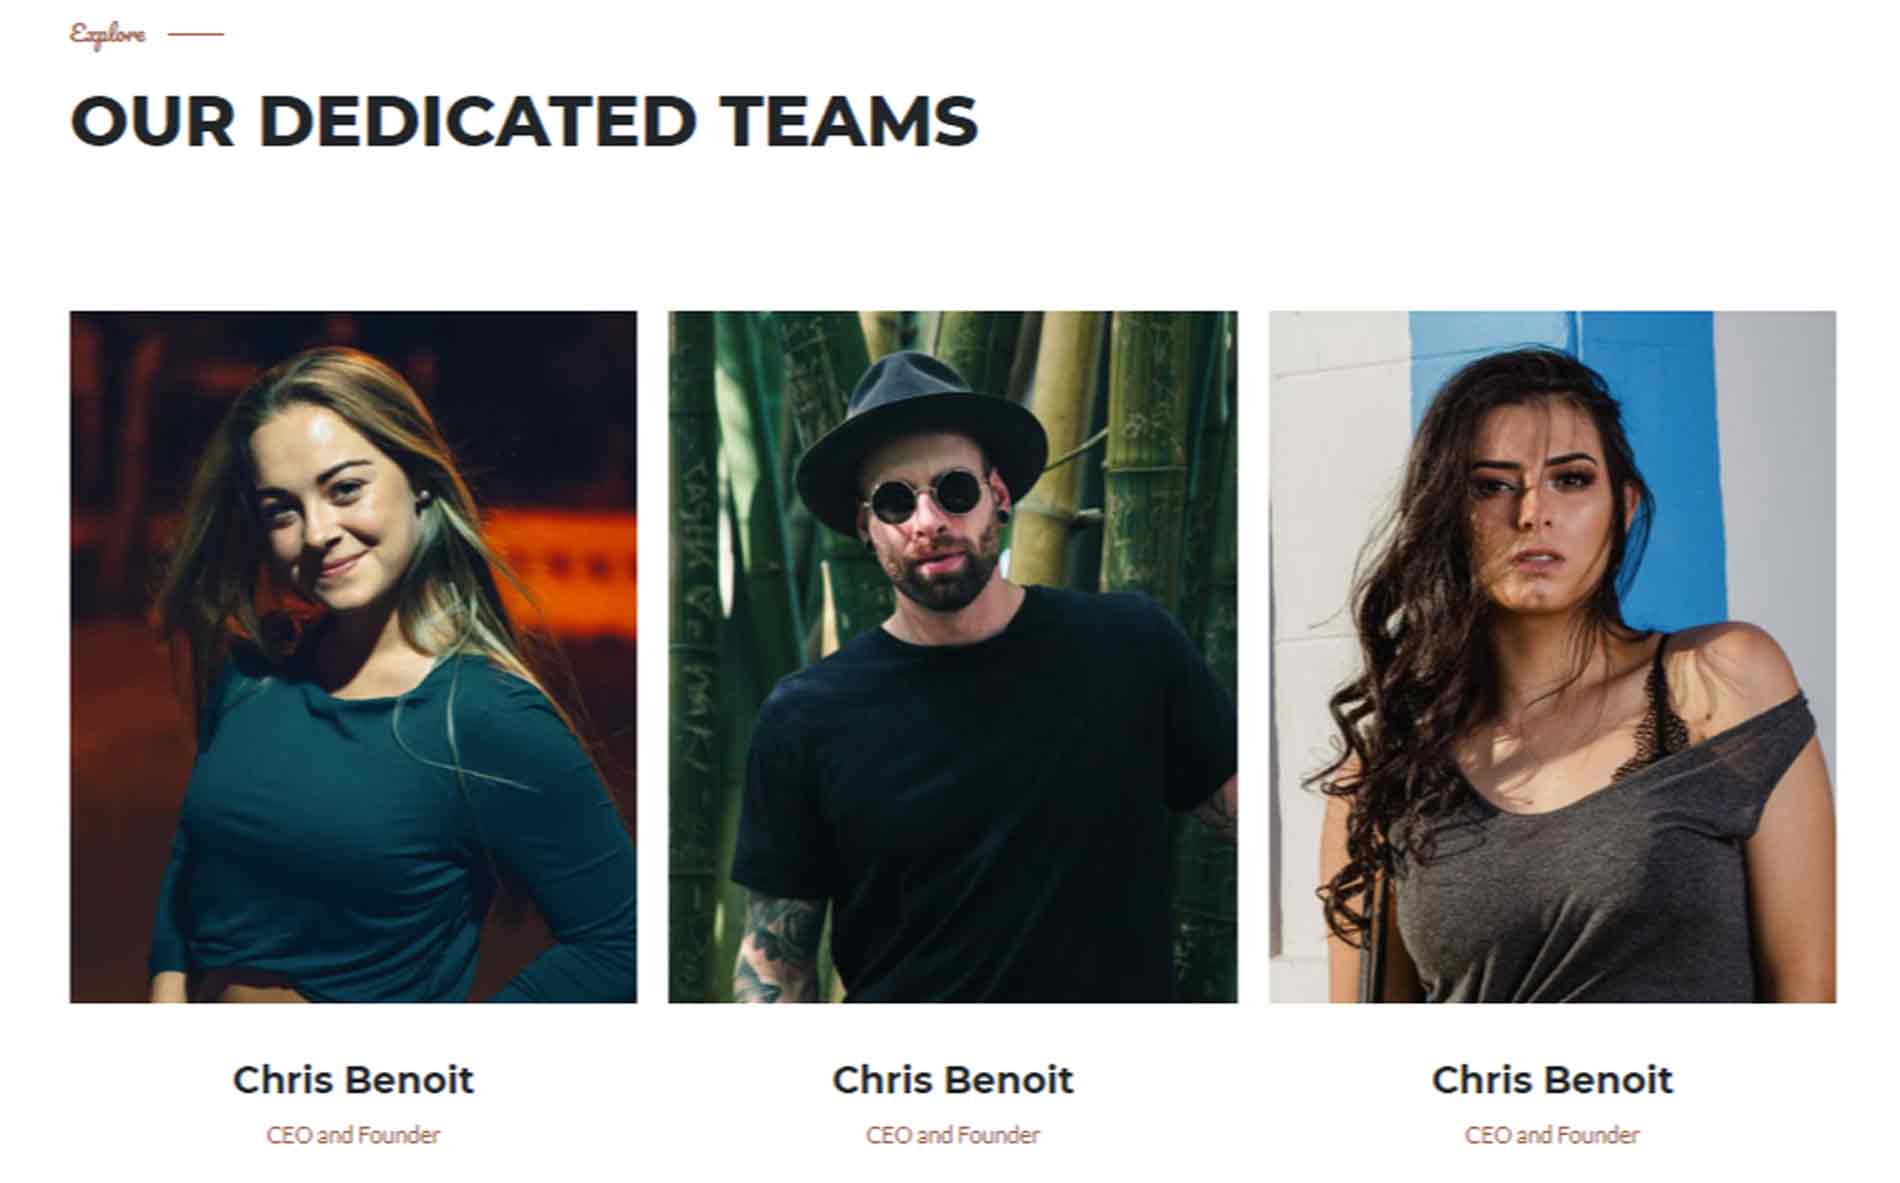 Explore
OUR DEDICATED TEAMS
Chris Benoit
CEO and Founder
Chris Benoit
CEO and Founder
Chris Benoit
CEO and Founder